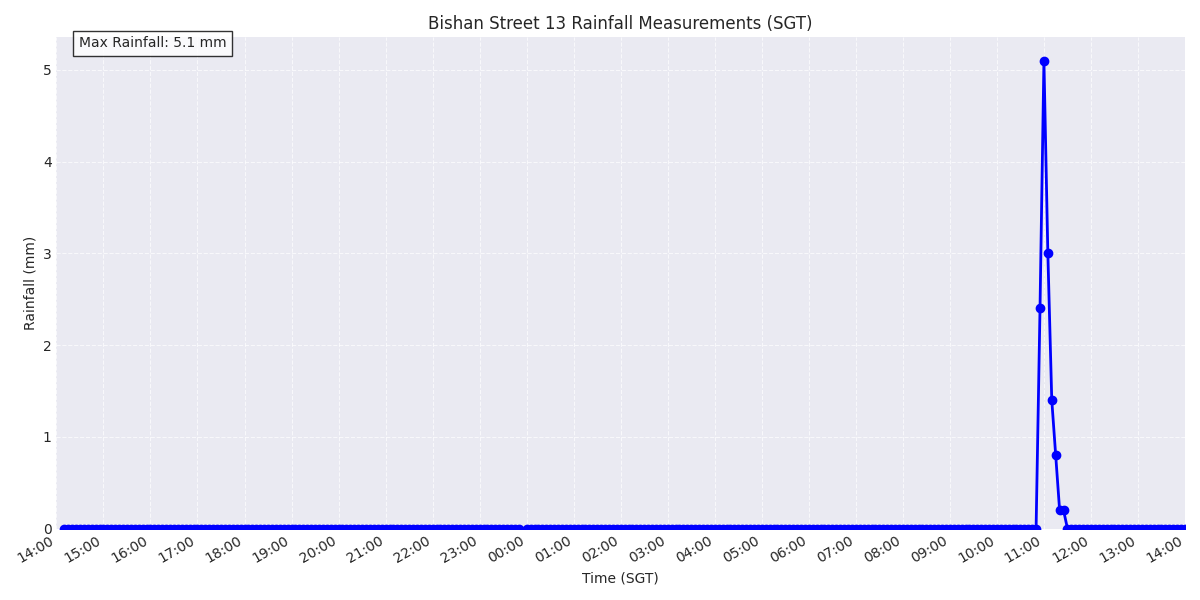 Bishan Street 13 Rainfall Measurements (SGT)
Max Rainfall: 5.1 mm
5
4
3
2
1
0
Rainfall (mm)
14:00 15:00 16:00 17:00 18:00 19:00 20:00 21:00 22:00 23:00 00:00 01:00 02:00 03:00 04:00 05:00 06:00 07:00 08:00 09:00 10:00 11:00 12:00 13:00 14:00
Time (SGT)